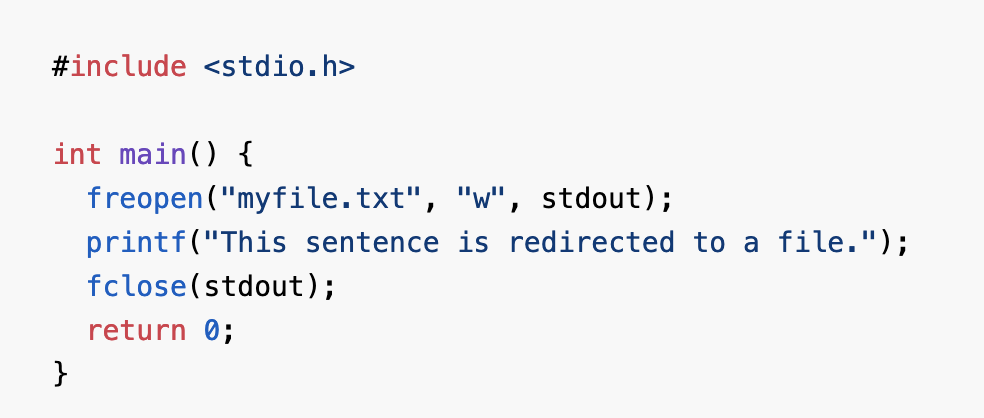 #include <stdio.h>
int main() {
  freopen("myfile.txt", "w", stdout);
  printf("This sentence is redirected to a file.");
  fclose(stdout);
  return 0;
}